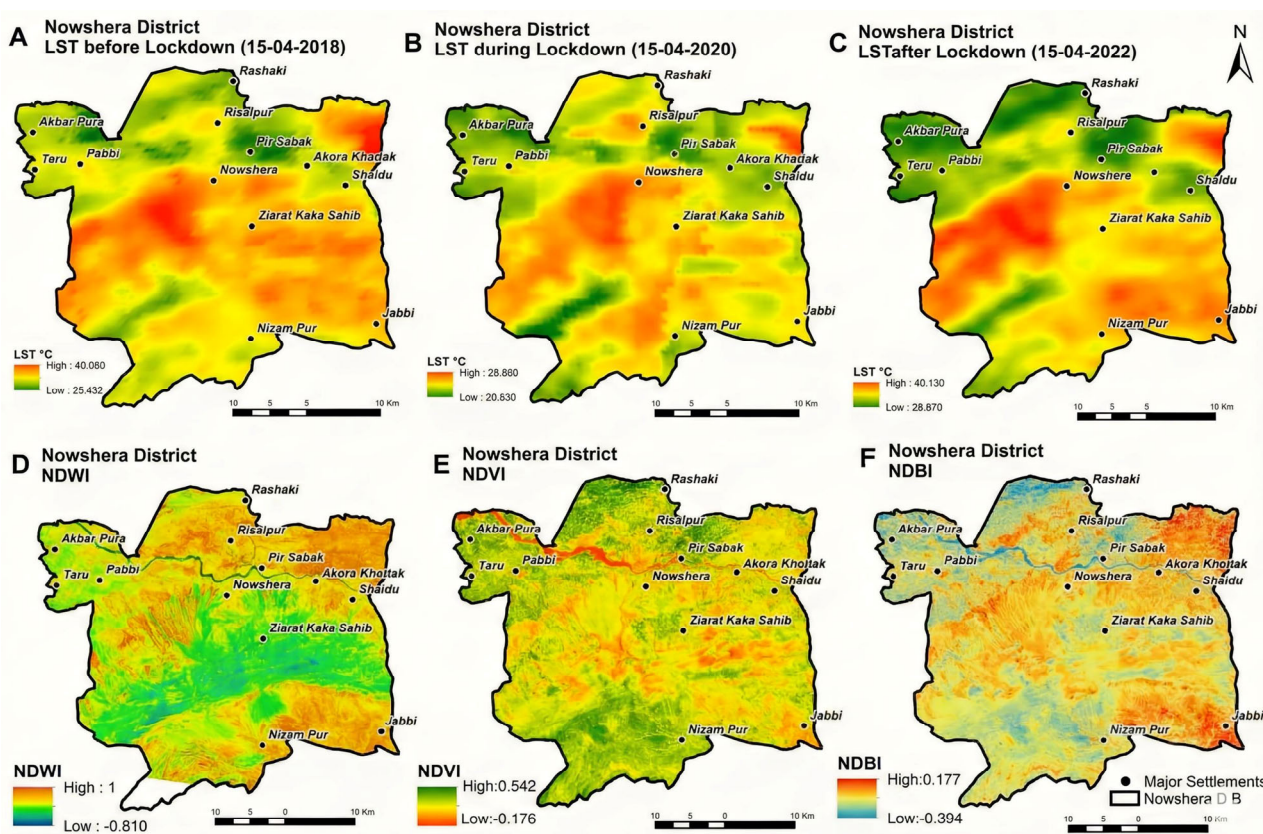 A
Nowshera District
LST before Lockdown (15-04-2018)
Rashaki
Akbar Pura
Risalpur
Pir Sabak
Teru
Pabbi
Akora Khadak
Nowshera
Shaidu
Ziarat Kaka Sahib
Jabbi
Nizam Pur
LST °C
High : 40.080
Low : 25.432
10 5 5 10 Km
B
Nowshera District
LST during Lockdown (15-04-2020)
Rashaki
Akbar Pura
Risalpur
Pir Sabak
Teru
Pabbi
Akora Khadak
Nowshera
Shaidu
Ziarat Kaka Sahib
Jabbi
Nizam Pur
LST °C
High : 28.880
Low : 20.630
10 5 5 10 Km
C
Nowshera District
LSTafter Lockdown (15-04-2022)
N
Rashaki
Akbar Pura
Risalpur
Pir Sabak
Teru
Pabbi
Nowshere
Shaldu
Ziarat Kaka Sahib
Jabbi
Nizam Pur
LST °C
High : 40.130
Low : 28.870
10 5 5 10 Km
D
Nowshera District
NDWI
Rashaki
Akbar Pura
Risalpur
Pir Sabak
Taru
Pabbi
Akora Khottak
Nowshera
Shaidu
Ziarat Kaka Sahib
Jabbi
Nizam Pur
NDWI
High : 1
Low : -0.810
10 5 5 0 10 Km
E
Nowshera District
NDVI
Rashaki
Akbar Pura
Risalpur
Pir Sabak
Taru
Pabbi
Akora Khottak
Nowshera
Shaidu
Ziarat Kaka Sahib
Jabbi
Nizam Pur
NDVI
High:0.542
Low:-0.176
10 5 5 0 10 Km
F
Nowshera District
NDBI
Rashaki
Akbar Pura
Risalpur
Pir Sabak
Taru
Pabbi
Akora Khottak
Nowshera
Shaidu
Ziarat Kaka Sahib
Jabbi
Nizam Pur
NDBI
High:0.177
Low:-0.394
Major Settlements
Nowshera D B
10 5 5 0 10 Km